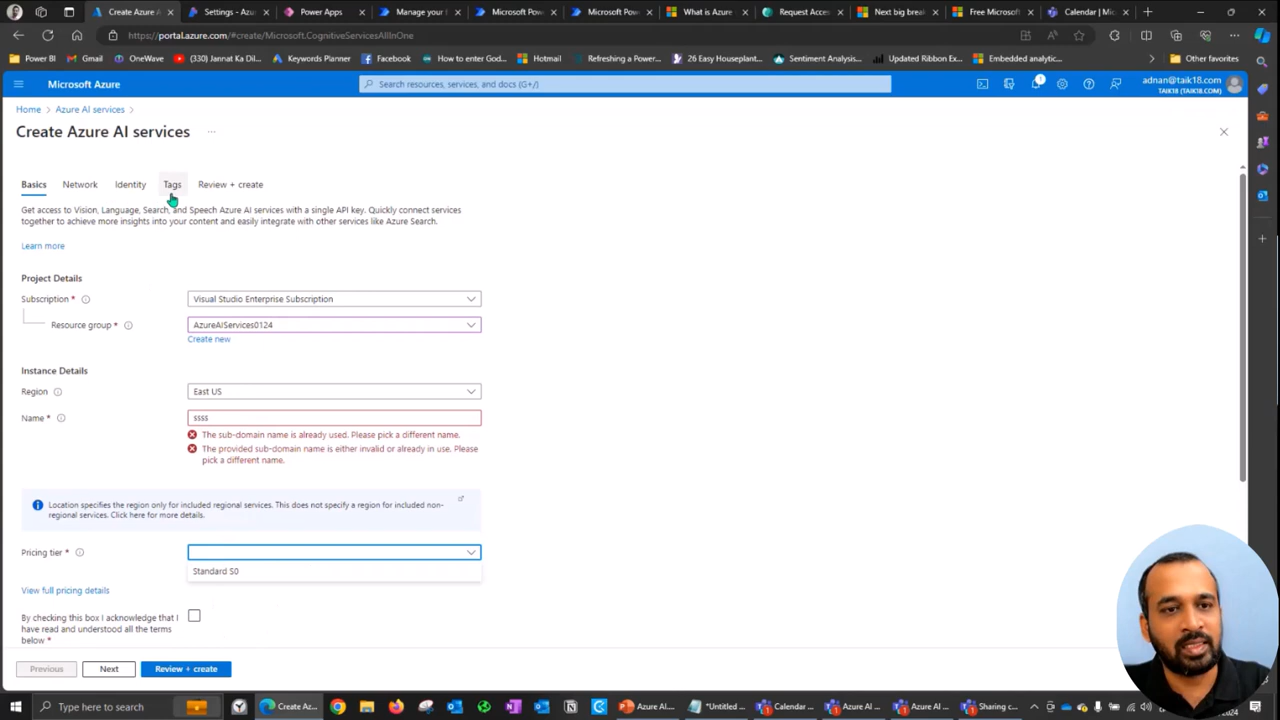 Create Azure A
Settings - Azu
Power Apps
Manage your
Microsoft Pow
Microsoft Pow
What is Azure
Request Acces
Next big break
Free Microsoft
Calendar | Mic
https://portal.azure.com/#create/Microsoft.CognitiveServicesAllInOne
Power BI
Gmail
OneWave
(330) Jannat Ka Dil...
Keywords Planner
Facebook
How to enter God...
Hotmail
Refreshing a Power...
26 Easy Houseplant...
Sentiment Analysis...
Updated Ribbon Ex...
Embedded analytic...
Other favorites
Microsoft Azure
Search resources, services, and docs (G+/)
1
adnan@taik18.com
TAIK18 (TAIK18.COM)
Home > Azure AI services >
Create Azure AI services ...
Basics
Network
Identity
Tags
Review + create
Get access to Vision, Language, Search, and Speech Azure AI services with a single API key. Quickly connect services
together to achieve more insights into your content and easily integrate with other services like Azure Search.
Learn more
Project Details
Subscription *
Visual Studio Enterprise Subscription
Resource group *
AzureAIServices0124
Create new
Instance Details
Region
East US
Name *
ssss
The sub-domain name is already used. Please pick a different name.
The provided sub-domain name is either invalid or already in use. Please
pick a different name.
Location specifies the region only for included regional services. This does not specify a region for included non-
regional services. Click here for more details.
Pricing tier *
Standard S0
View full pricing details
By checking this box I acknowledge that I
have read and understood all the terms
below *
Previous
Next
Review + create
Type here to search
Create Az...
Azure AI...
*Untitled ...
Calendar ...
Azure AI ...
Azure AI ...
Sharing c...
2024